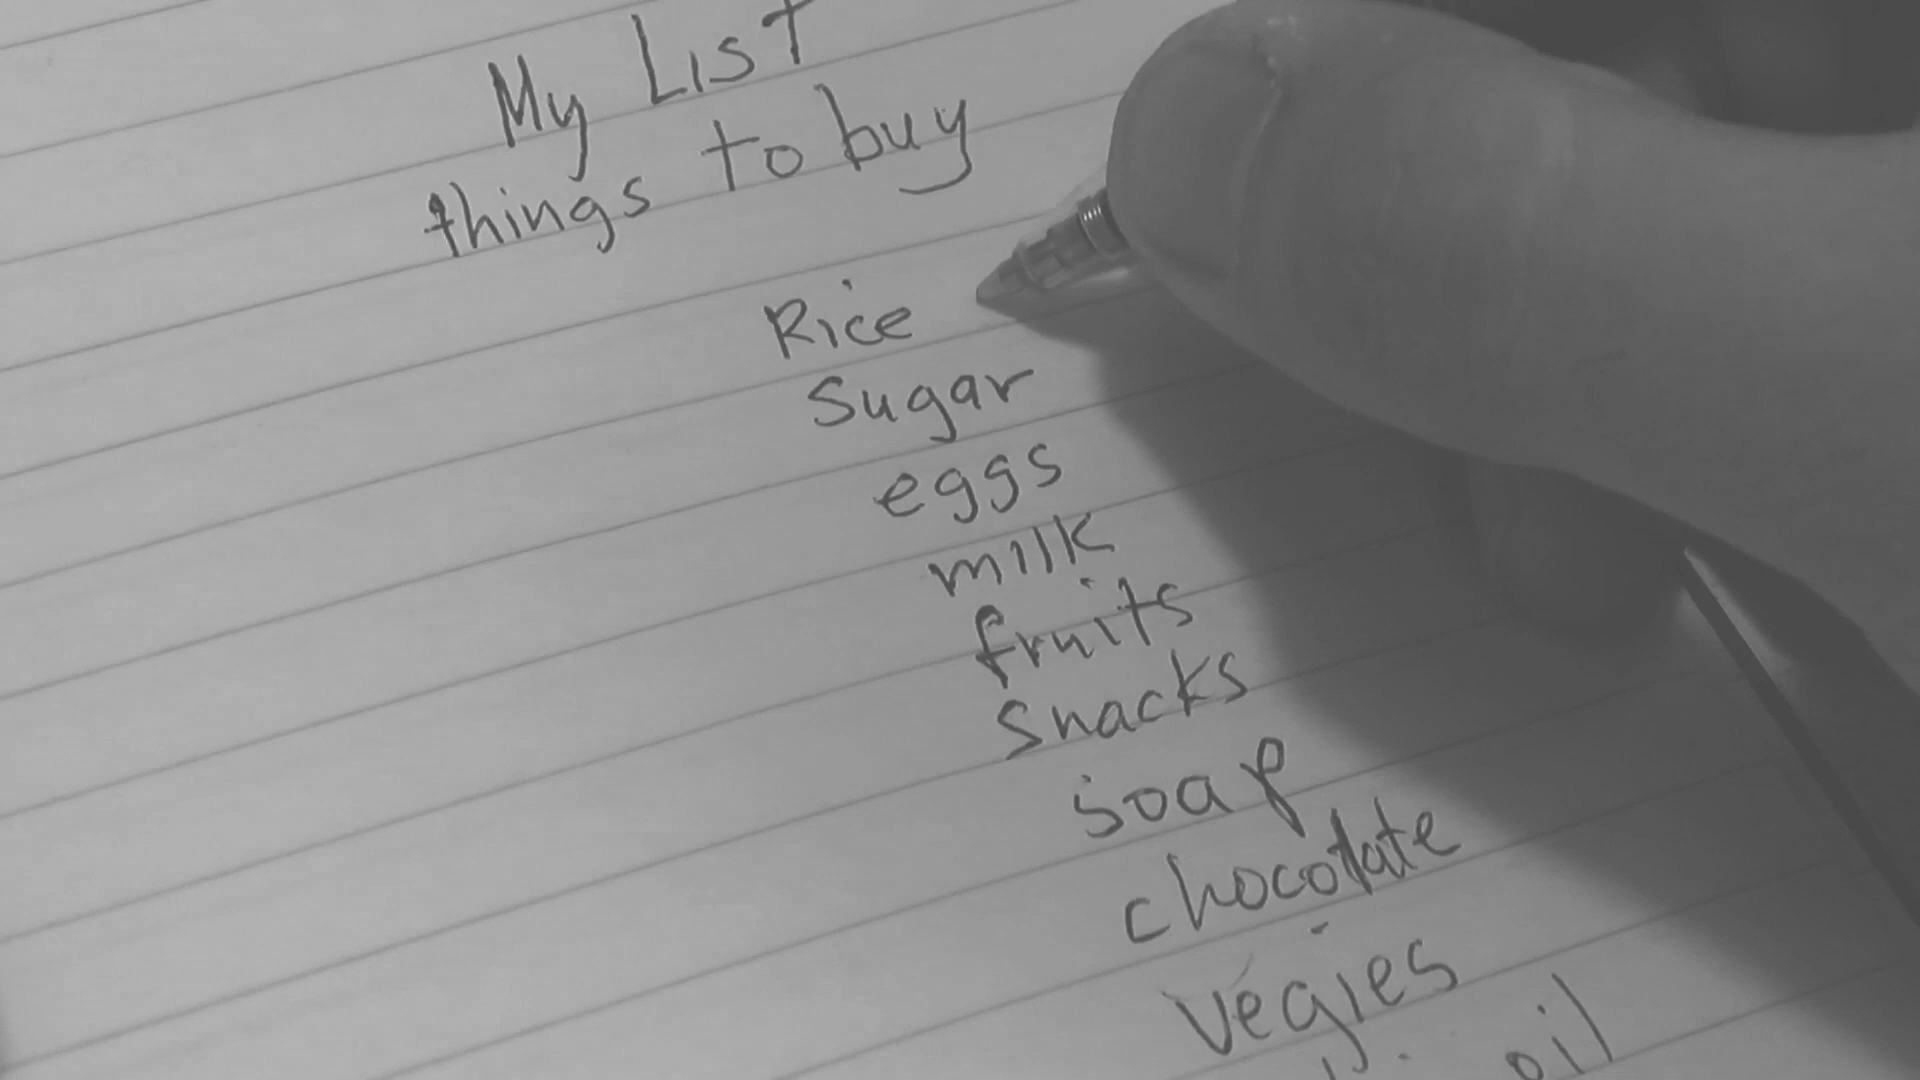 My List
things to buy
Rice
Sugar
eggs
milk
fruits
Snacks
soap
chocolate
vegies
oil